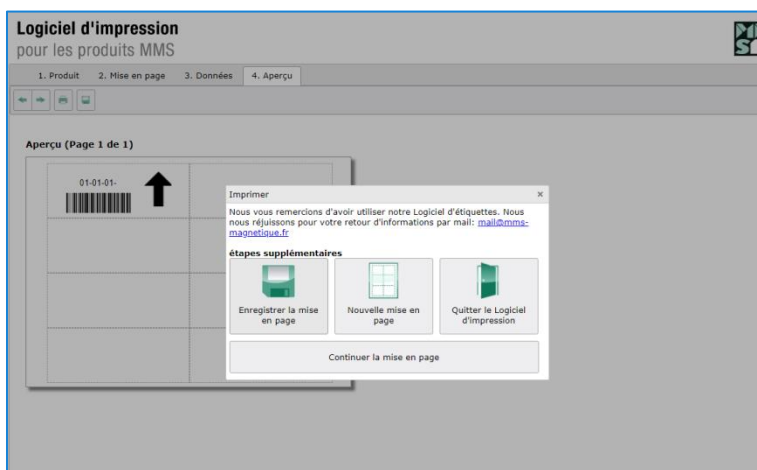 Logiciel d'impression
pour les produits MMS
1. Produit 2. Mise en page 3. Données 4. Aperçu
Aperçu (Page 1 de 1)
01-01-01-
Imprimer ×
Nous vous remercions d'avoir utiliser notre Logiciel d'étiquettes. Nous
nous réjuissons pour votre retour d'informations par mail: mail@mms-
magnetique.fr
étapes supplémentaires
Enregistrer la mise
en page
Nouvelle mise en
page
Quitter le Logiciel
d'impression
Continuer la mise en page